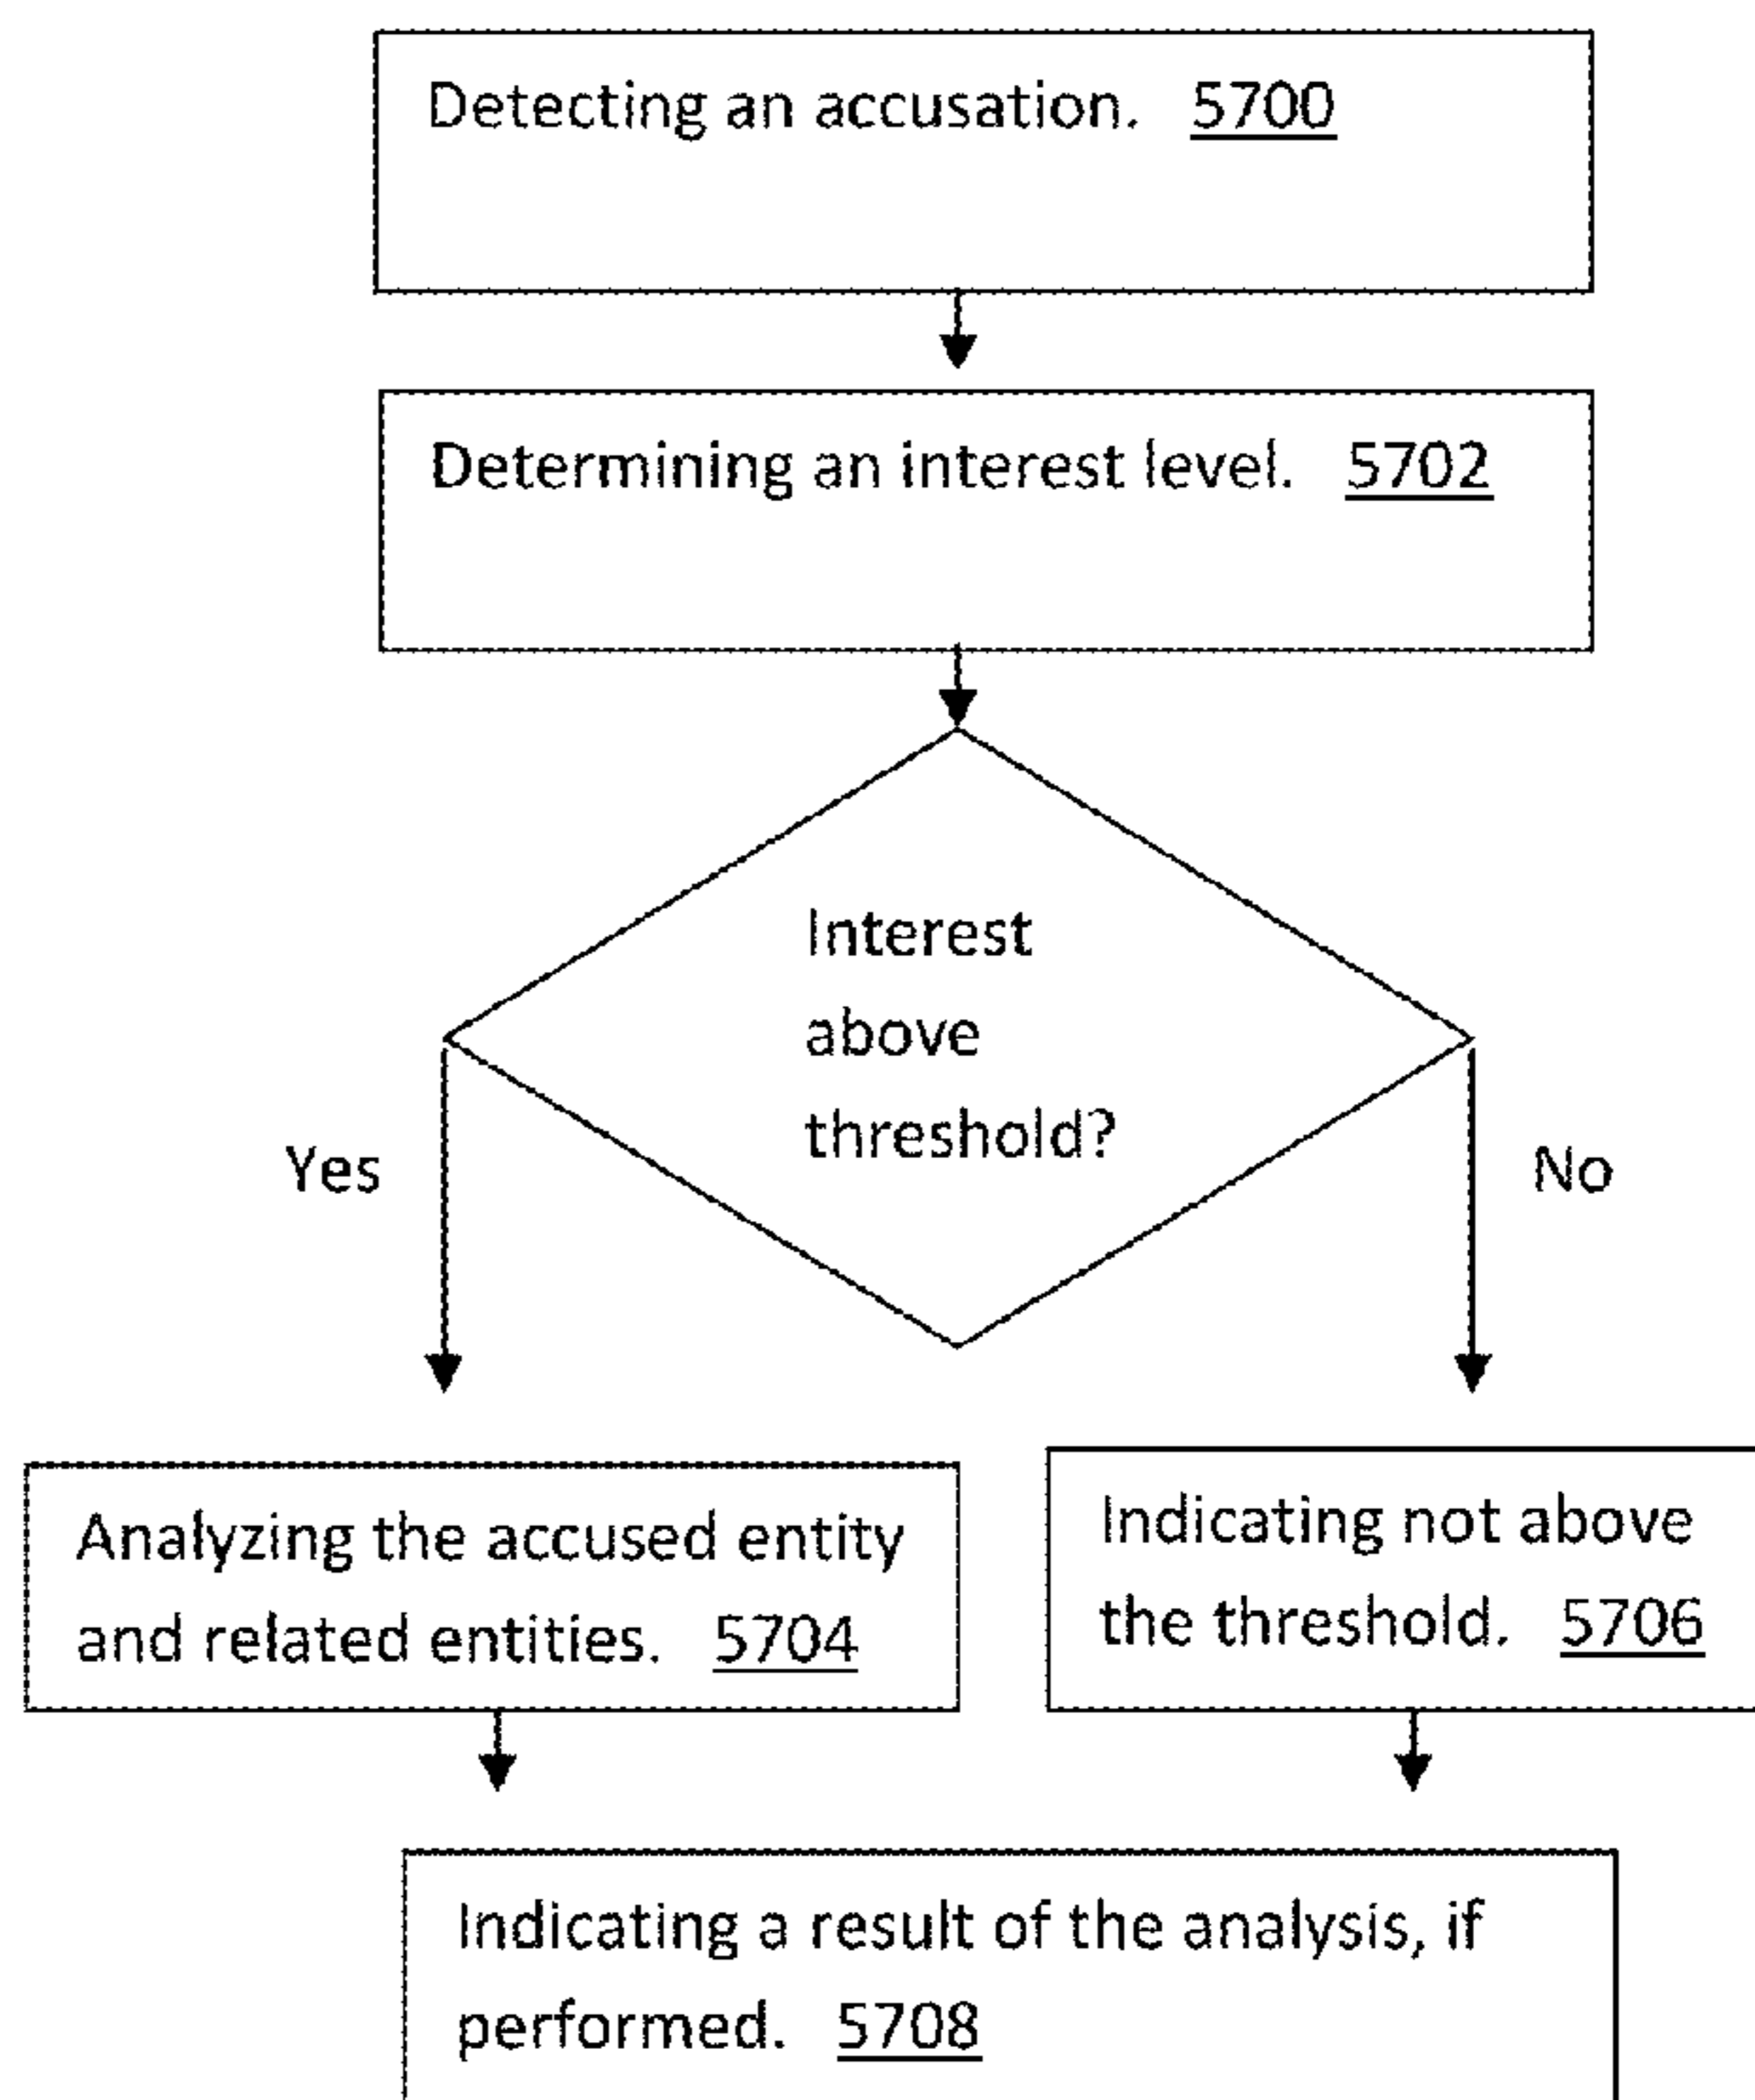 Detecting an accusation. 5700
Determining an interest level. 5702
Interest
above
threshold?
Yes
No
Analyzing the accused entity
and related entities. 5704
Indicating not above
the threshold. 5706
Indicating a result of the analysis, if
performed. 5708